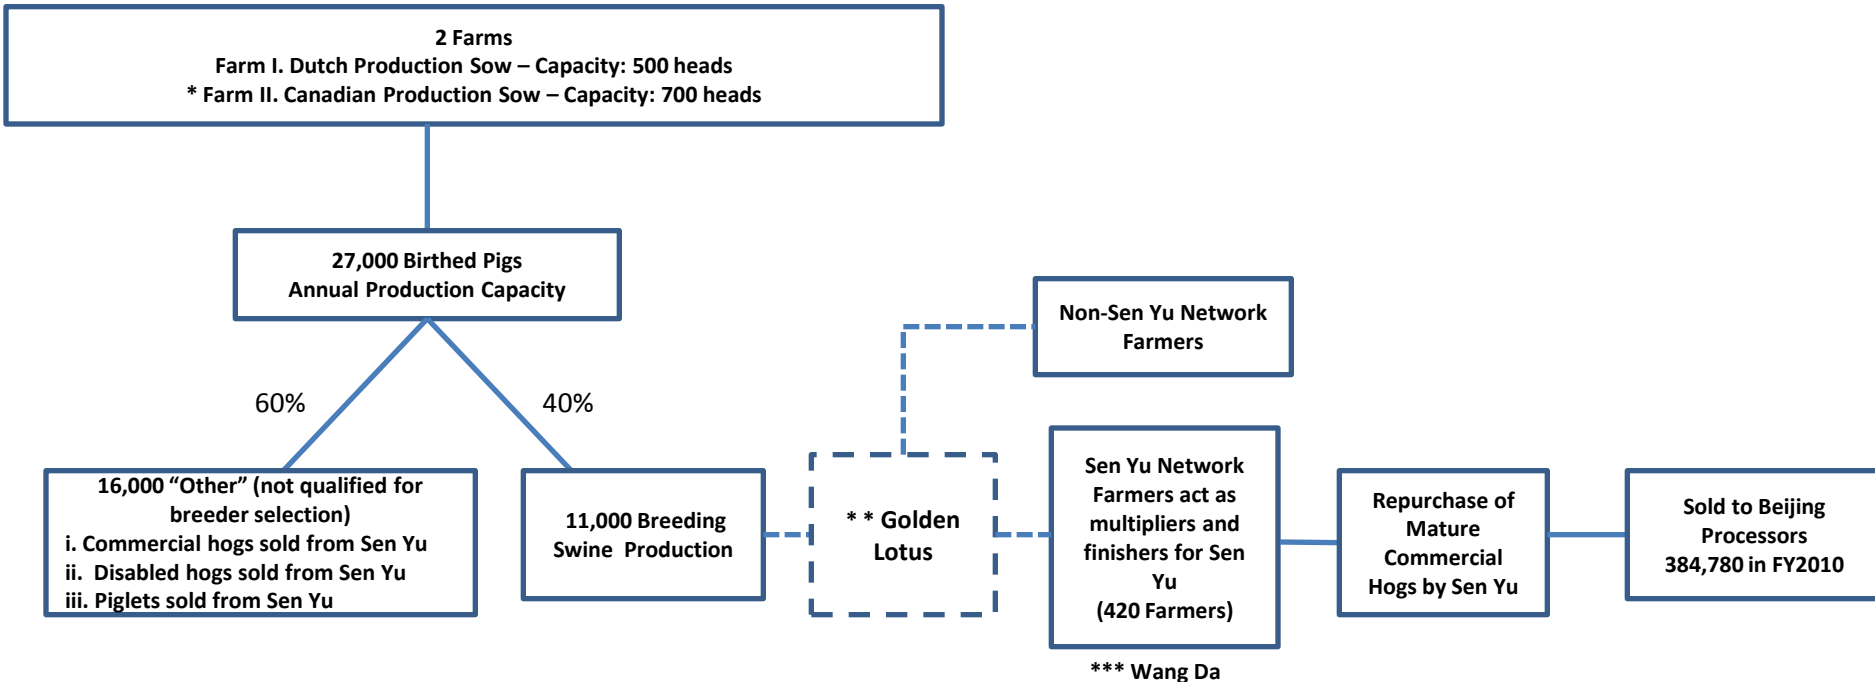 2 Farms
Farm I. Dutch Production Sow – Capacity: 500 heads
* Farm II. Canadian Production Sow – Capacity: 700 heads
27,000 Birthed Pigs
Annual Production Capacity
60%
40%
16,000 “Other” (not qualified for
breeder selection)
i. Commercial hogs sold from Sen Yu
ii. Disabled hogs sold from Sen Yu
iii. Piglets sold from Sen Yu
11,000 Breeding
Swine Production
* * Golden
Lotus
Non-Sen Yu Network
Farmers
Sen Yu Network
Farmers act as
multipliers and
finishers for Sen
Yu
(420 Farmers)
*** Wang Da
Repurchase of
Mature
Commercial
Hogs by Sen Yu
Sold to Beijing
Processors
384,780 in FY2010